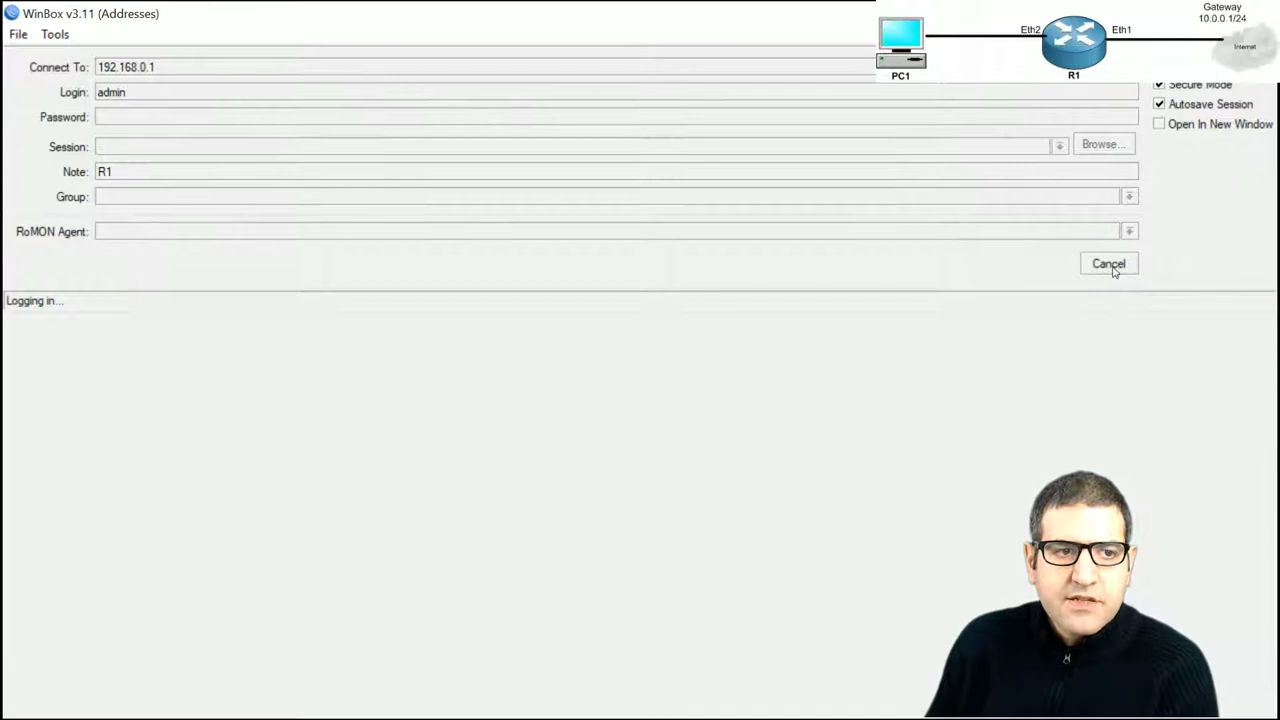 WinBox v3.11 (Addresses)
File Tools
Gateway
10.0.0.1/24
Eth2
Eth1
Internet
PC1
R1
Connect To: 192.168.0.1
Secure Mode
Login: admin
Autosave Session
Password:
Open In New Window
Session:
Browse...
Note: R1
Group:
RoMON Agent:
Cancel
Logging in...